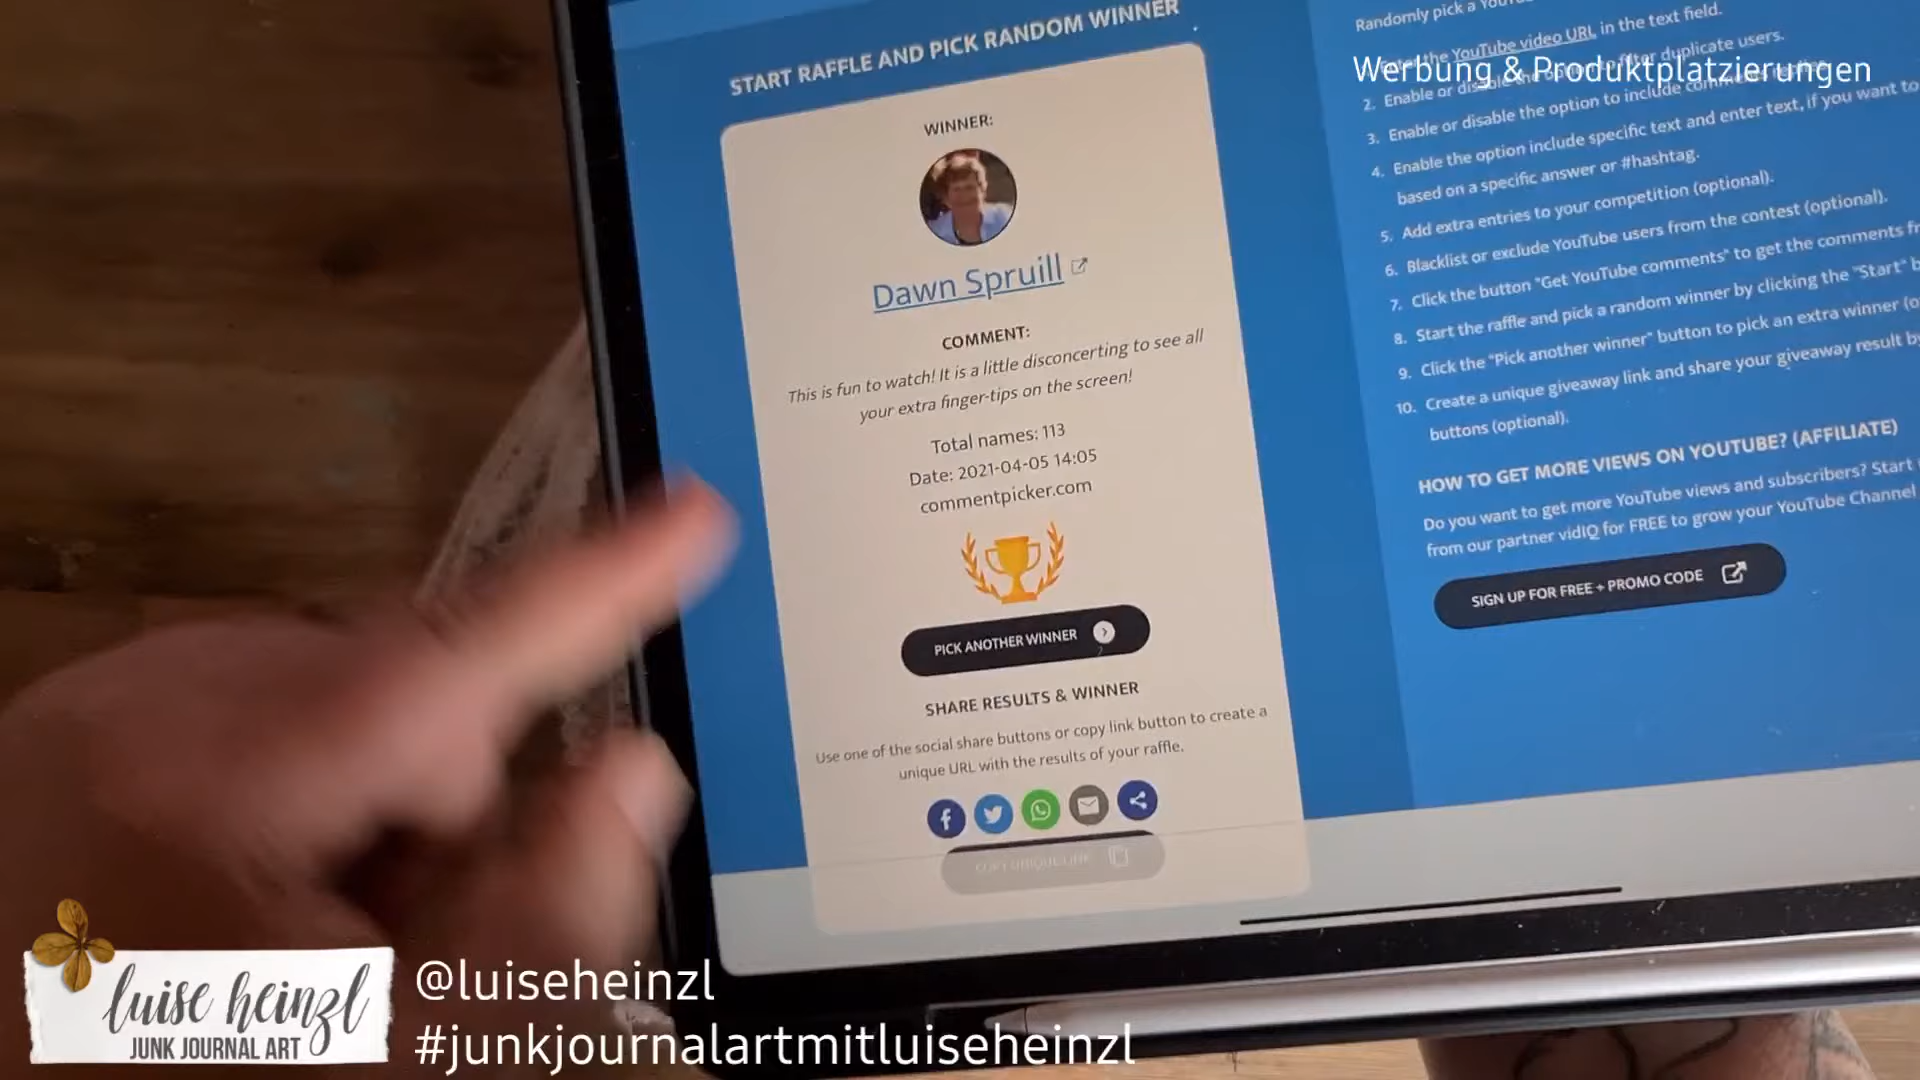 START RAFFLE AND PICK RANDOM WINNER
WINNER:
Dawn Spruill
COMMENT:
This is fun to watch! It is a little disconcerting to see all
your extra finger-tips on the screen!
Total names: 113
Date: 2021-04-05 14:05
commentpicker.com
PICK ANOTHER WINNER
SHARE RESULTS & WINNER
Use one of the social share buttons or copy link button to create a
unique URL with the results of your raffle.
Randomly pick a
the YouTube video URL in the text field.
Werbung & Produktplatzierungen
2. Enable or disable the option to filter duplicate users.
3. Enable or disable the option to include
4. Enable the option include specific text and enter text, if you want to
based on a specific answer or #hashtag.
5. Add extra entries to your competition (optional).
6. Blacklist or exclude YouTube users from the contest (optional).
7. Click the button "Get YouTube comments" to get the comments
8. Start the raffle and pick a random winner by clicking the "Start"
9. Click the "Pick another winner" button to pick an extra winner
10. Create a unique giveaway link and share your giveaway result
buttons (optional).
HOW TO GET MORE VIEWS ON YOUTUBE? (AFFILIATE)
Do you want to get more YouTube views and subscribers? Start
from our partner vidIQ for FREE to grow your YouTube Channel
SIGN UP FOR FREE + PROMO CODE
luise heinzl
JUNK JOURNAL ART
@luiseheinzl
#junkjournalartmitluiseheinzl